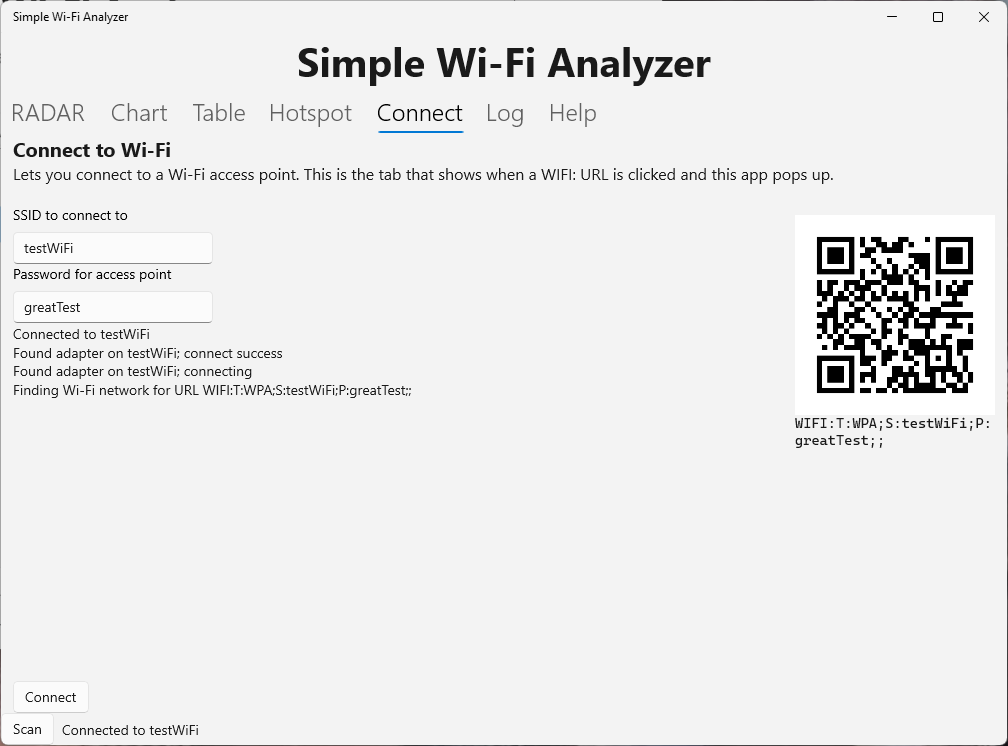 Simple Wi-Fi Analyzer
Simple Wi-Fi Analyzer
RADAR Chart Table Hotspot Connect Log Help
Connect to Wi-Fi
Lets you connect to a Wi-Fi access point. This is the tab that shows when a WIFI: URL is clicked and this app pops up.
SSID to connect to
testWiFi
Password for access point
greatTest
Connected to testWiFi
Found adapter on testWiFi; connect success
Found adapter on testWiFi; connecting
Finding Wi-Fi network for URL WIFI:T:WPA;S:testWiFi;P:greatTest;;
WIFI:T:WPA;S:testWiFi;P:
greatTest;;
Connect
Scan Connected to testWiFi